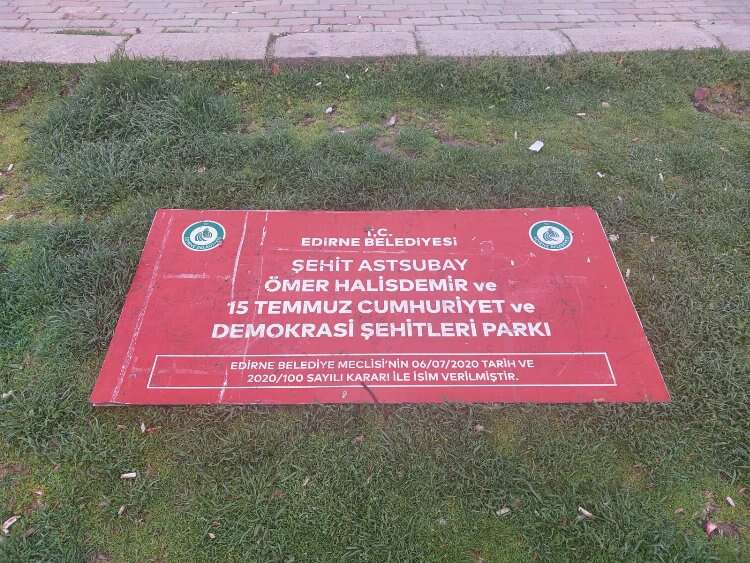 T.C.
EDİRNE BELEDİYESİ
ŞEHİT ASTSUBAY
ÖMER HALİSDEMİR ve
15 TEMMUZ CUMHURİYET ve
DEMOKRASİ ŞEHİTLERİ PARKI
EDİRNE BELEDİYE MECLİSİ'NİN 06/07/2020 TARİH VE
2020/100 SAYILI KARARI İLE İSİM VERİLMİŞTİR.